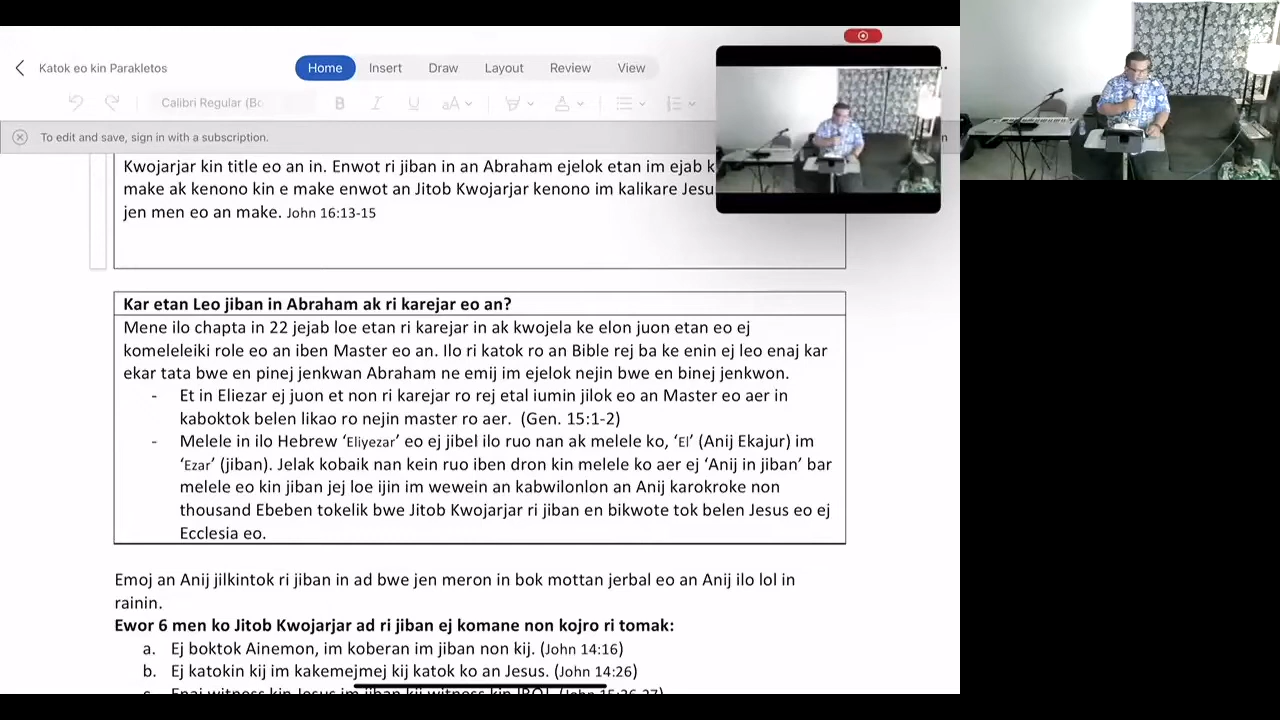 Katok eo kin Parakletos
Home Insert Draw Layout Review View
Calibri Regular (Bo
B I U aA A
To edit and save, sign in with a subscription.
Kwojarjar kin title eo an in. Enwot ri jiban in an Abraham ejelok etan im ejab k
make ak kenono kin e make enwot an Jitob Kwojarjar kenono im kalikare Jesu
jen men eo an make. John 16:13-15
Kar etan Leo jiban in Abraham ak ri karejar eo an?
Mene ilo chapta in 22 jejab loe etan ri karejar in ak kwojela ke elon juon etan eo ej
komeleleiki role eo an iben Master eo an. Ilo ri katok ro an Bible rej ba ke enin ej leo enaj kar
ekar tata bwe en pinej jenkwan Abraham ne emij im ejelok nejin bwe en binej jenkwon.
- Et in Eliezar ej juon et non ri karejar ro rej etal iumin jilok eo an Master eo aer in
kaboktok belen likao ro nejin master ro aer. (Gen. 15:1-2)
- Melele in ilo Hebrew ‘Eliyezar’ eo ej jibel ilo ruo nan ak melele ko, ‘El’ (Anij Ekajur) im
‘Ezar’ (jiban). Jelak kobaik nan kein ruo iben dron kin melele ko aer ej ‘Anij in jiban’ bar
melele eo kin jiban jej loe ijin im wewein an kabwilonlon an Anij karokroke non
thousand Ebeben tokelik bwe Jitob Kwojarjar ri jiban en bikwote tok belen Jesus eo ej
Ecclesia eo.
Emoj an Anij jilkintok ri jiban in ad bwe jen meron in bok mottan jerbal eo an Anij ilo lol in
rainin.
Ewor 6 men ko Jitob Kwojarjar ad ri jiban ej komane non kojro ri tomak:
a. Ej boktok Ainemon, im koberan im jiban non kij. (John 14:16)
b. Ej katokin kij im kakemejmej kij katok ko an Jesus. (John 14:26)